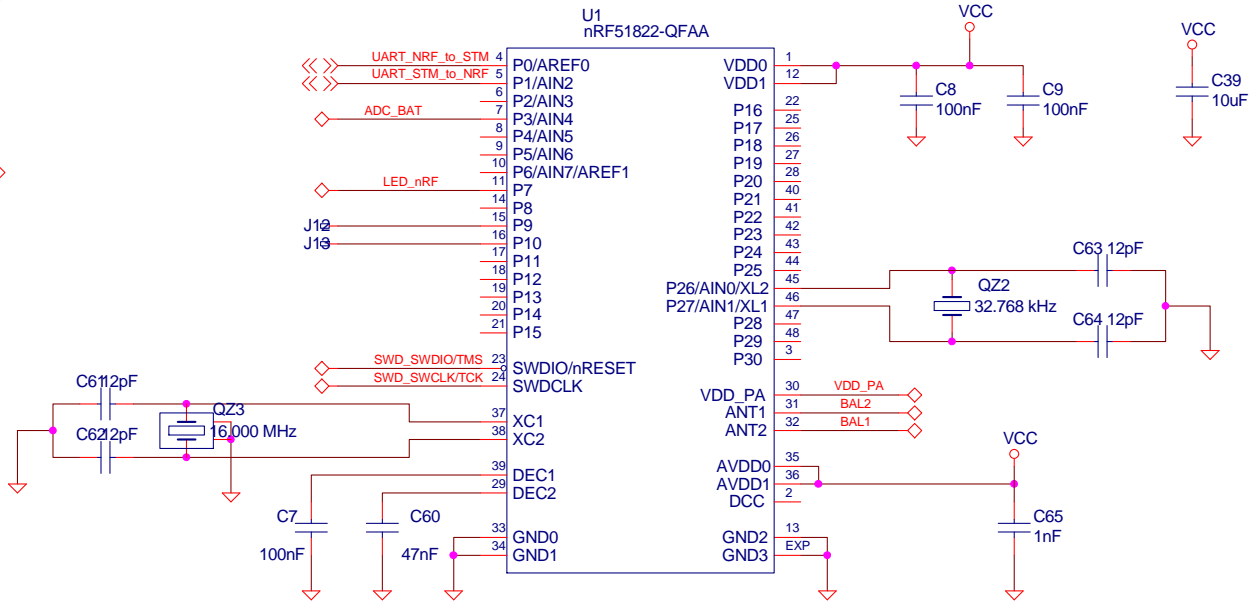 U1
nRF51822-QFAA
UART_NRF_to_STM 4 P0/AREF0
UART_STM_to_NRF 5 P1/AIN2
6 P2/AIN3
ADC_BAT 7 P3/AIN4
8 P4/AIN5
9 P5/AIN6
10 P6/AIN7/AREF1
LED_nRF 11 P7
14 P8
J12 15 P9
J13 16 P10
17 P11
18 P12
19 P13
20 P14
21 P15
SWD_SWDIO/TMS 23 SWDIO/nRESET
SWD_SWCLK/TCK 24 SWDCLK
37 XC1
38 XC2
39 DEC1
29 DEC2
33 GND0
34 GND1
VDD0 1
VDD1 12
P16 22
P17 25
P18 26
P19 27
P20 28
P21 40
P22 41
P23 42
P24 43
P25 44
P26/AIN0/XL2 45
P27/AIN1/XL1 46
P28 47
P29 48
P30 3
VDD_PA 30 VDD_PA
ANT1 31 BAL2
ANT2 32 BAL1
AVDD0 35
AVDD1 36
DCC 2
GND2 13
GND3 EXP
VCC
C8
100nF
C9
100nF
VCC
C39
10uF
C63 12pF
QZ2
32.768 kHz
C64 12pF
VCC
C65
1nF
C61 12pF
QZ3
16,000 MHz
C62 12pF
C7
100nF
C60
47nF